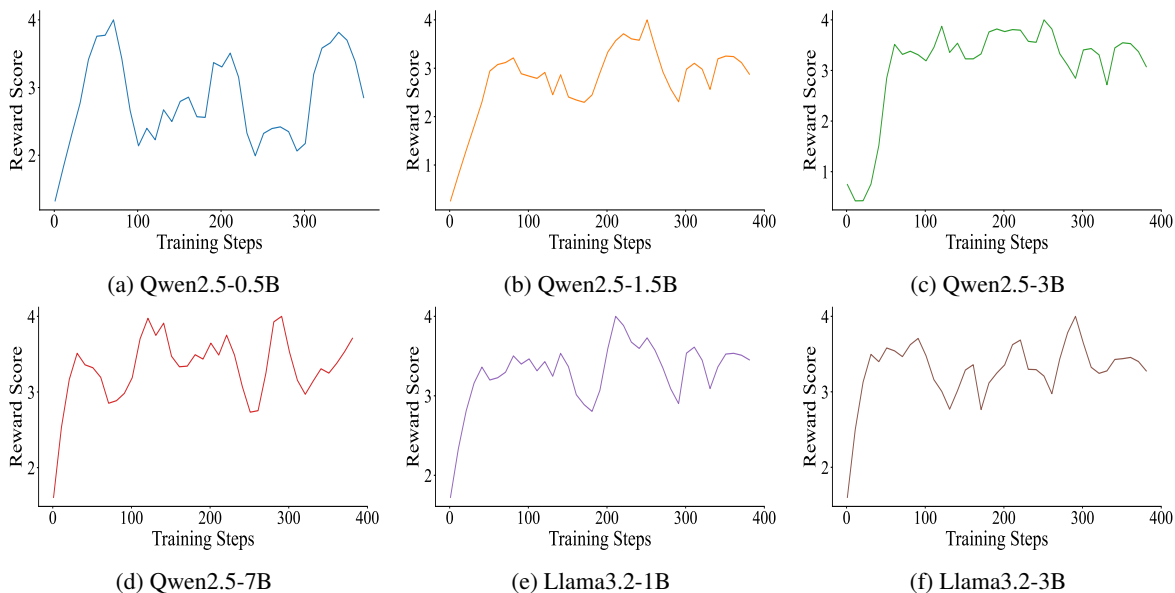 4
3
2
Reward Score
0
100
200
300
Training Steps
(a) Qwen2.5-0.5B
4
3
2
1
Reward Score
0
100
200
300
400
Training Steps
(b) Qwen2.5-1.5B
4
3
2
1
Reward Score
0
100
200
300
400
Training Steps
(c) Qwen2.5-3B
4
3
2
Reward Score
0
100
200
300
400
Training Steps
(d) Qwen2.5-7B
4
3
2
Reward Score
0
100
200
300
400
Training Steps
(e) Llama3.2-1B
4
3
2
Reward Score
0
100
200
300
400
Training Steps
(f) Llama3.2-3B